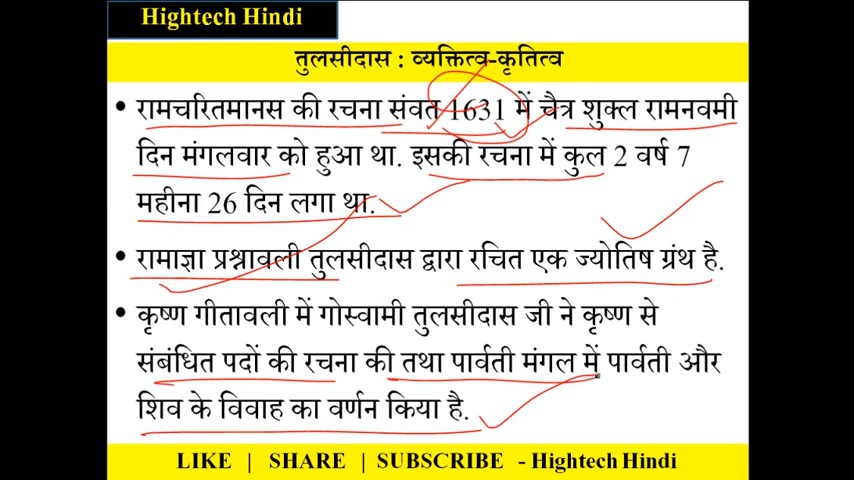 Hightech Hindi
तुलसीदास : व्यक्तित्व-कृतित्व
• रामचरितमानस की रचना संवत 1631 में चैत्र शुक्ल रामनवमी
दिन मंगलवार को हुआ था. इसकी रचना में कुल 2 वर्ष 7
महीना 26 दिन लगा था.
• रामाज्ञा प्रश्नावली तुलसीदास द्वारा रचित एक ज्योतिष ग्रंथ है.
• कृष्ण गीतावली में गोस्वामी तुलसीदास जी ने कृष्ण से
संबंधित पदों की रचना की तथा पार्वती मंगल में पार्वती और
शिव के विवाह का वर्णन किया है.
LIKE | SHARE | SUBSCRIBE - Hightech Hindi